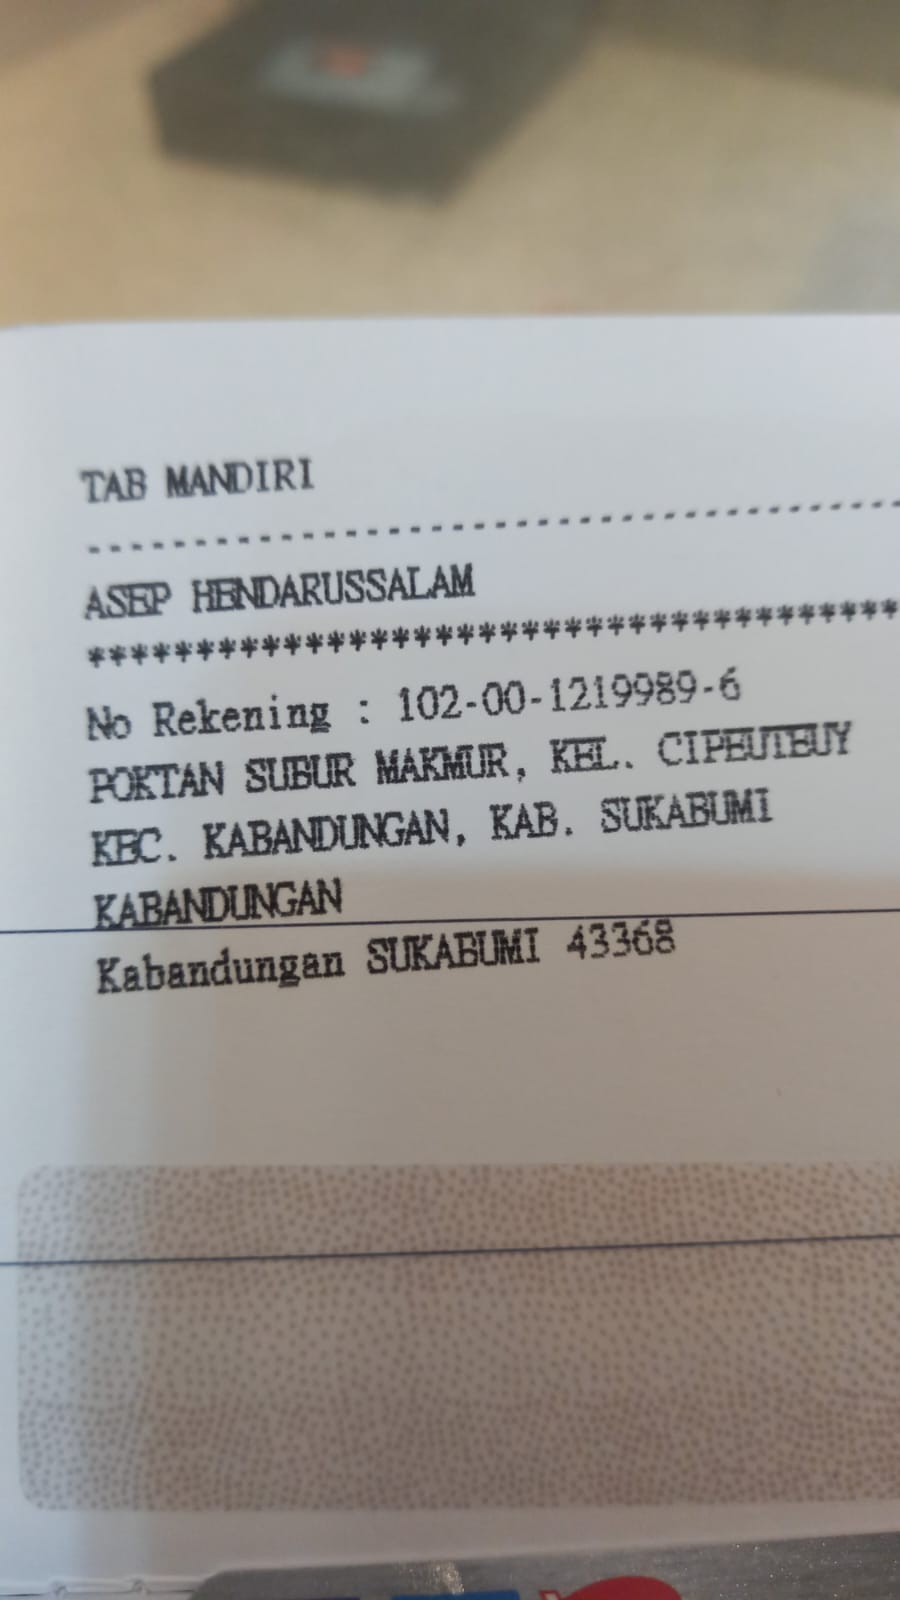 TAB MANDIRI
---------------------------------------
ASEP HENDARUSSALAM
**************************************
No Rekening : 102-00-1219989-6
POKTAN SUBUR MAKMUR, KEL. CIPEUTEUY
KEC. KABANDUNGAN, KAB. SUKABUMI
KABANDUNGAN
Kabandungan SUKABUMI 43368